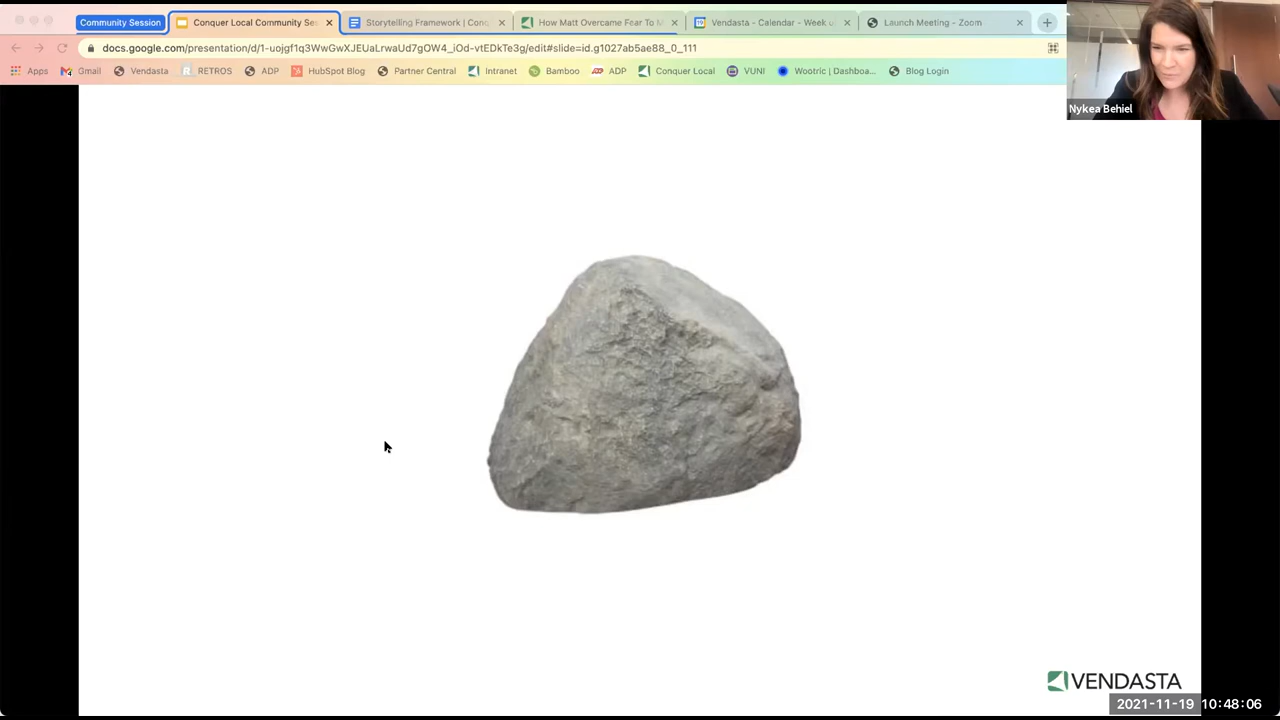 Community Session
Conquer Local Community Se
Storytelling Framework | Conq
How Matt Overcame Fear To M
Vendasta - Calendar - Week o
Launch Meeting - Zoom
docs.google.com/presentation/d/1-uojgf1q3WwGwXJEUaLrwaUd7gOW4_iOd-vtEDkTe3g/edit#slide=id.g1027ab5ae88_0_111
Apps
Gmail
Vendasta
RETROS
ADP
HubSpot Blog
Partner Central
Intranet
Bamboo
ADP
Conquer Local
VUNI
Wootric | Dashboa...
Blog Login
Nykea Behiel
VENDASTA
2021-11-19 10:48:06